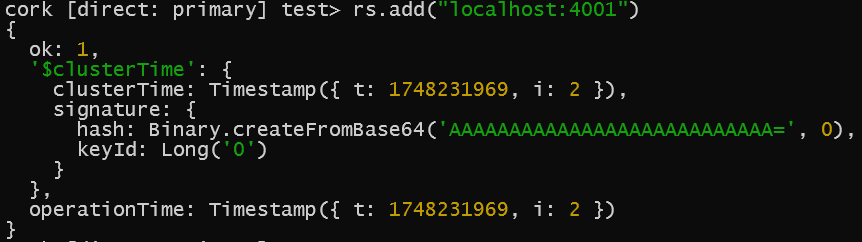 cork [direct: primary] test> rs.add("localhost:4001")
{
  ok: 1,
  '$clusterTime': {
    clusterTime: Timestamp({ t: 1748231969, i: 2 }),
    signature: {
      hash: Binary.createFromBase64('AAAAAAAAAAAAAAAAAAAAAAAAAAA=', 0),
      keyId: Long('0')
    }
  },
  operationTime: Timestamp({ t: 1748231969, i: 2 })
}